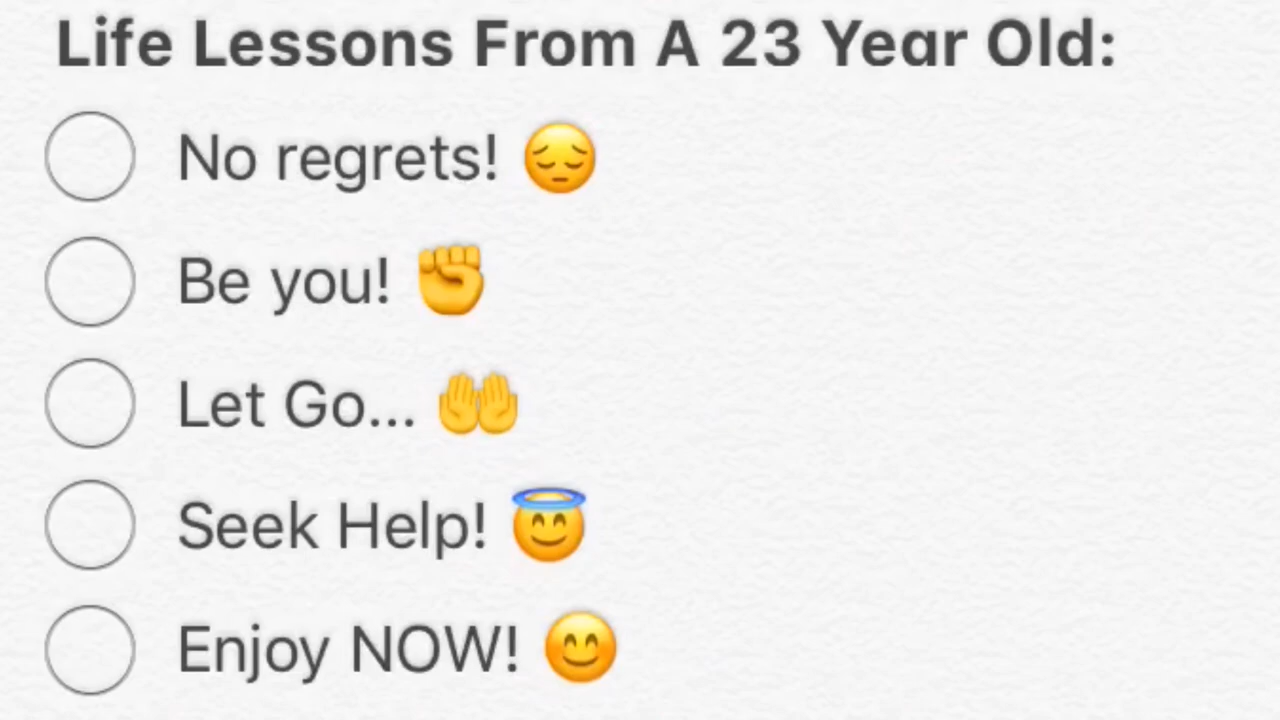 Life Lessons From A 23 Year Old:
No regrets! 😔
Be you! ✊
Let Go... 🤲
Seek Help! 😇
Enjoy NOW! 😊